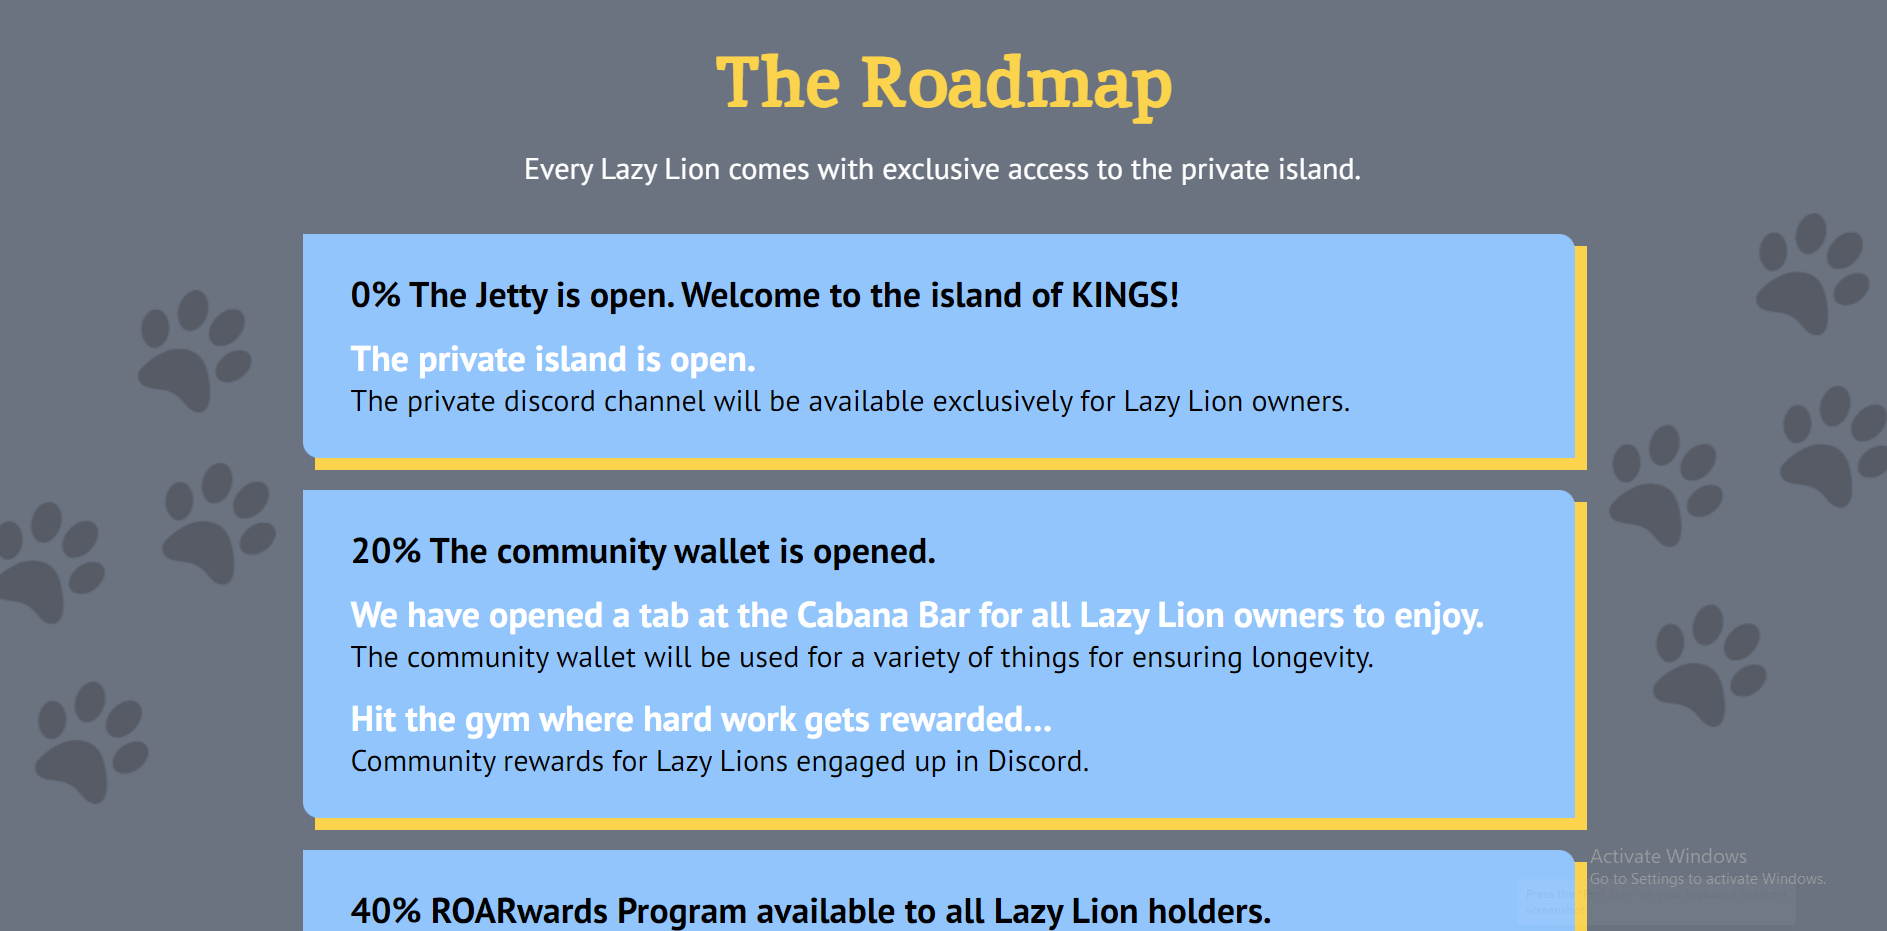 The Roadmap
Every Lazy Lion comes with exclusive access to the private island.
0% The Jetty is open. Welcome to the island of KINGS!
The private island is open.
The private discord channel will be available exclusively for Lazy Lion owners.
20% The community wallet is opened.
We have opened a tab at the Cabana Bar for all Lazy Lion owners to enjoy.
The community wallet will be used for a variety of things for ensuring longevity.
Hit the gym where hard work gets rewarded...
Community rewards for Lazy Lions engaged up in Discord.
40% ROARwards Program available to all Lazy Lion holders.
Activate Windows
Go to Settings to activate Windows.